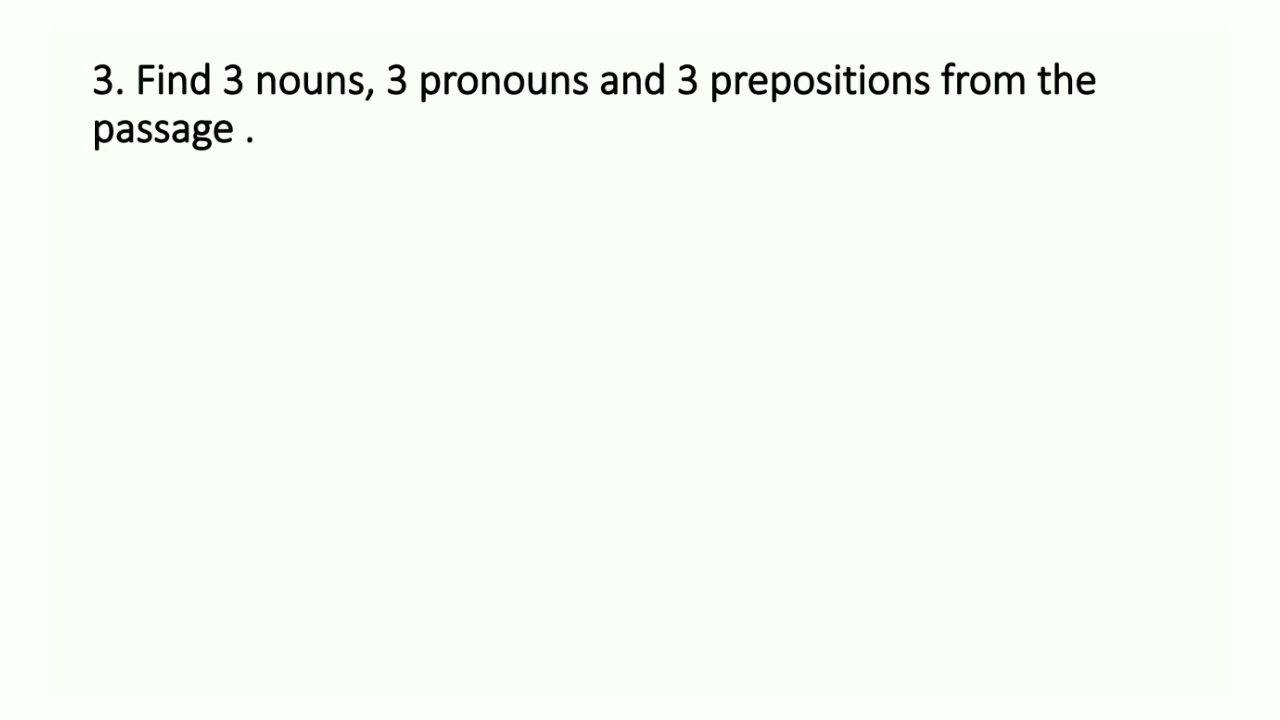 3. Find 3 nouns, 3 pronouns and 3 prepositions from the
passage .